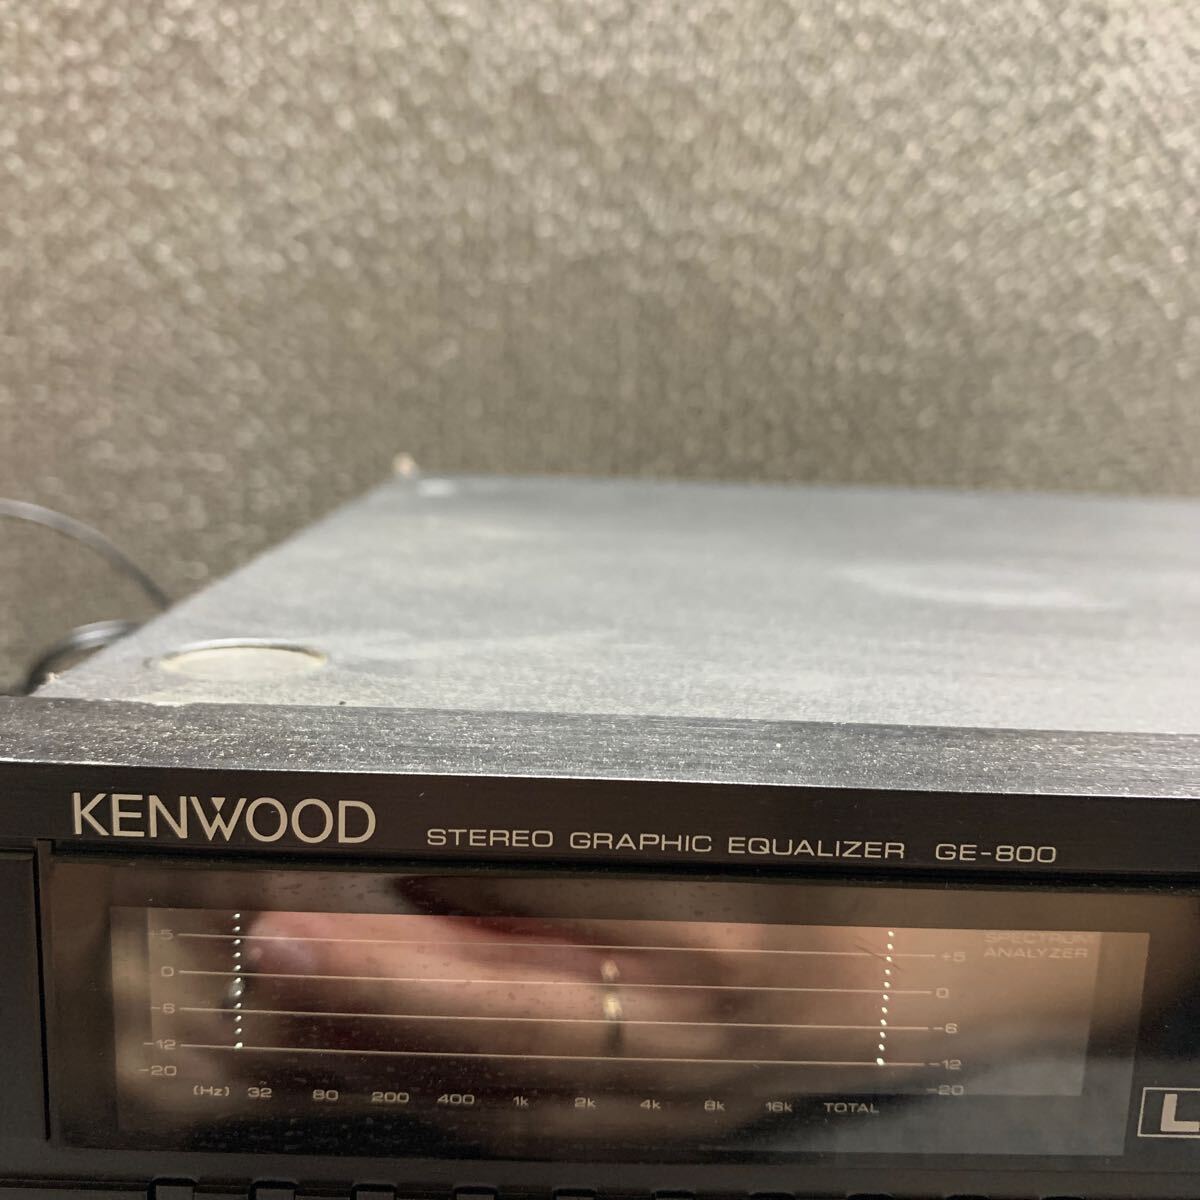 KENWOOD STEREO GRAPHIC EQUALIZER GE-800
SPECTRUM
ANALYZER
+5 +5
0 0
-6 -6
-12 -12
-20 -20
(Hz) 32 80 200 400 1k 2k 4k 8k 16k TOTAL